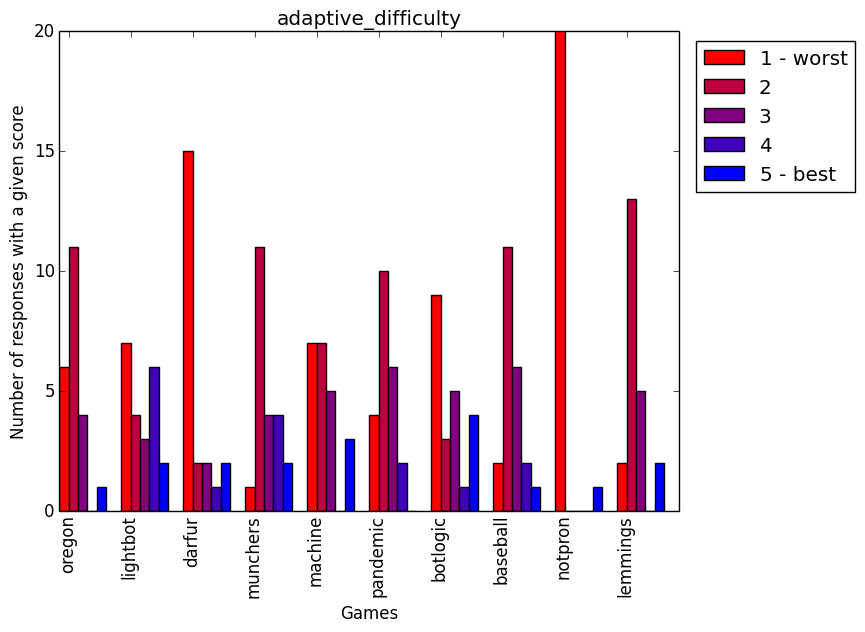 adaptive_difficulty
Number of responses with a given score
20
15
10
5
0
oregon
lightbot
darfur
munchers
machine
pandemic
botlogic
baseball
notpron
lemmings
Games
1 - worst
2
3
4
5 - best